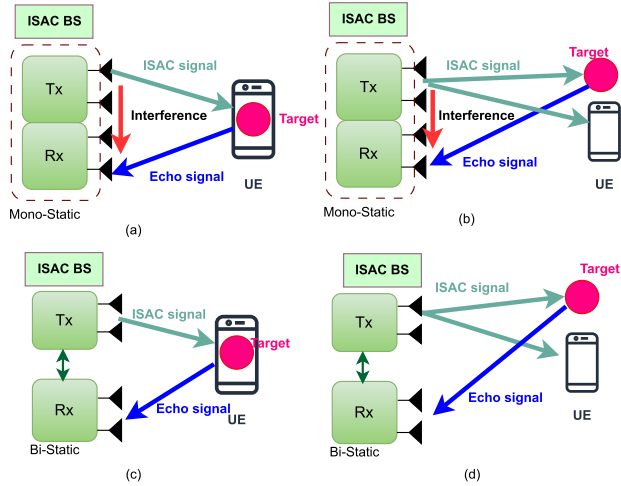 ISAC BS
Tx
Rx
ISAC signal
Interference
Target
Echo signal
UE
Mono-Static
(a)
ISAC BS
Tx
Rx
ISAC signal
Target
Interference
Echo signal
UE
Mono-Static
(b)
ISAC BS
Tx
ISAC signal
Target
Rx
Echo signal
UE
Bi-Static
(c)
ISAC BS
Target
ISAC signal
Tx
Echo signal
Rx
UE
Bi-Static
(d)